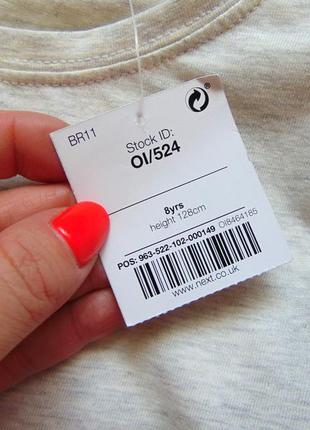 BR11
Stock ID:
OI/524
8yrs
height 128cm
POS: 963-522-102-000149 OI8464185
www.next.co.uk